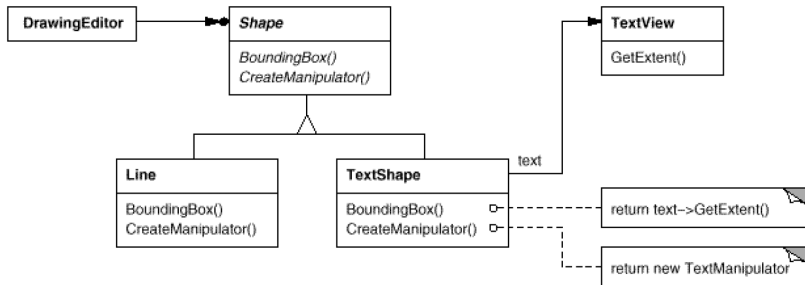 DrawingEditor
Shape
BoundingBox()
CreateManipulator()
TextView
GetExtent()
text
Line
BoundingBox()
CreateManipulator()
TextShape
BoundingBox()
CreateManipulator()
return text->GetExtent()
return new TextManipulator